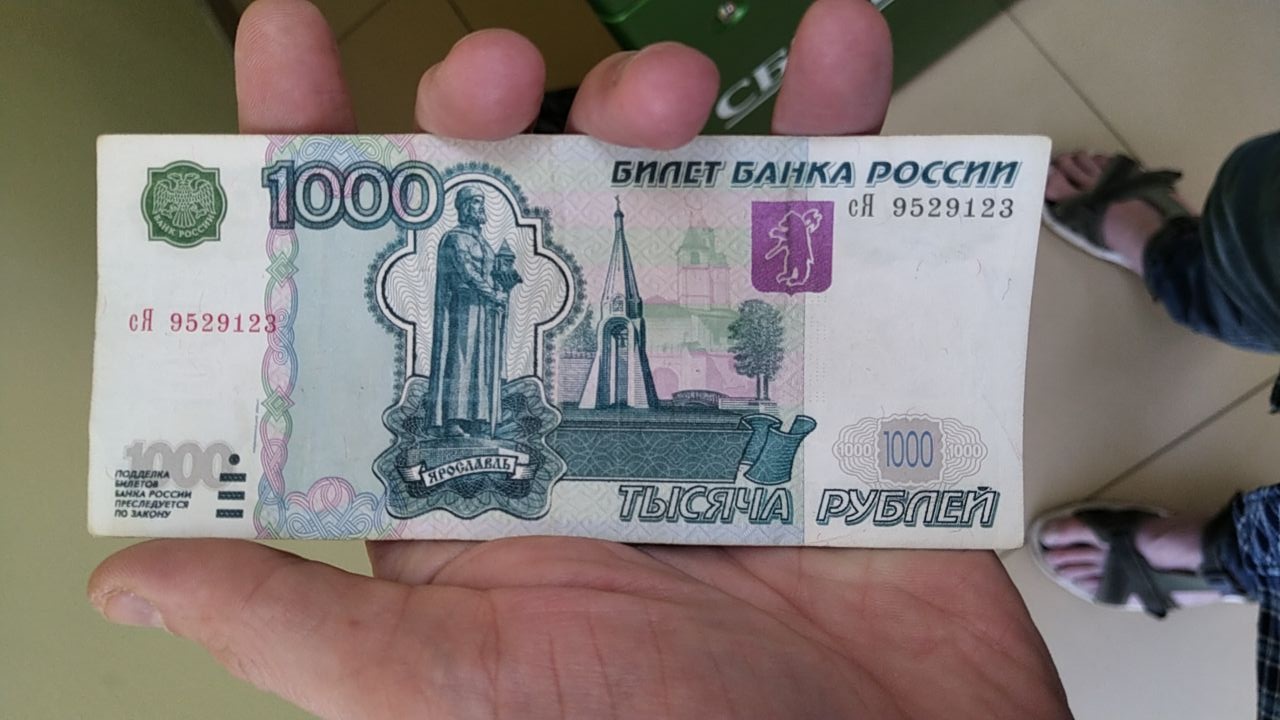 СБ
1000
БИЛЕТ БАНКА РОССИИ
сЯ 9529123
БАНК РОССИИ
сЯ 9529123
ЯРОСЛАВЛЬ
1000
ПОДДЕЛКА
БИЛЕТОВ
БАНКА РОССИИ
ПРЕСЛЕДУЕТСЯ
ПО ЗАКОНУ
1000 1000 1000
ТЫСЯЧА РУБЛЕЙ